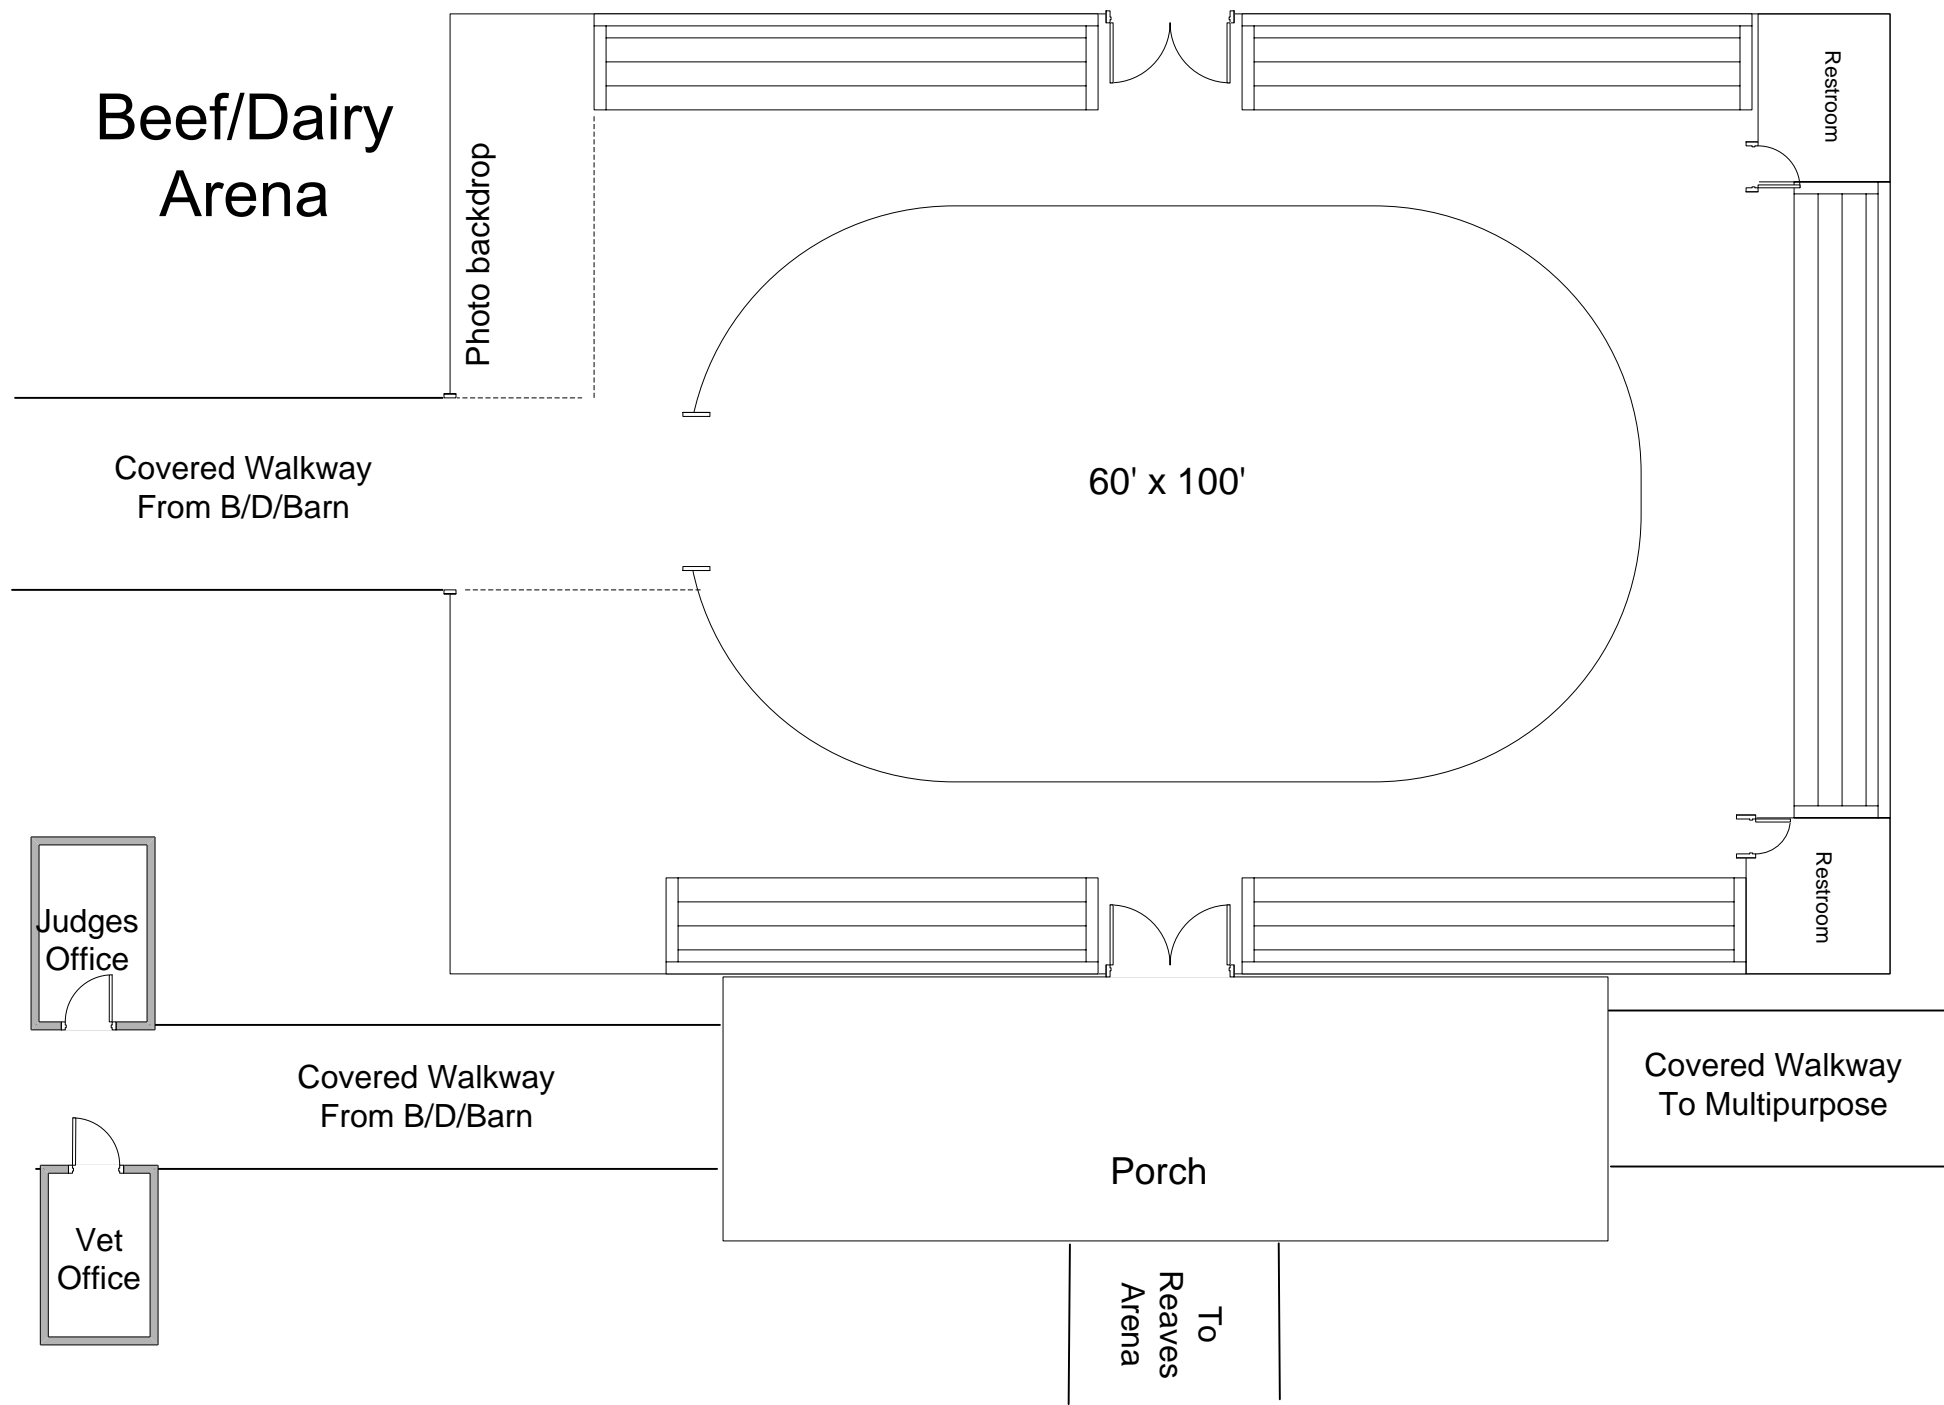 Beef/Dairy
Arena
Photo backdrop
Restroom
Covered Walkway
From B/D/Barn
60' x 100'
Judges
Office
Restroom
Covered Walkway
From B/D/Barn
Covered Walkway
To Multipurpose
Porch
Vet
Office
To
Reaves
Arena